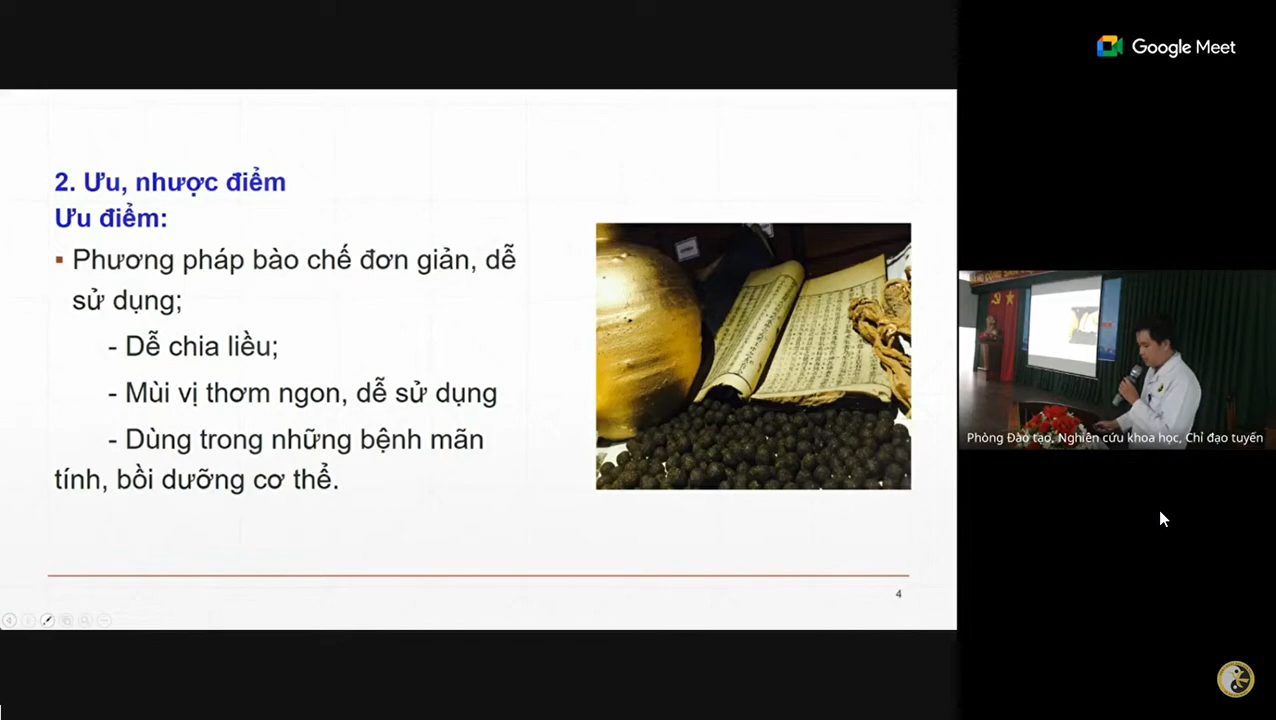 Google Meet
2. Ưu, nhược điểm
Ưu điểm:
▪ Phương pháp bào chế đơn giản, dễ
sử dụng;
- Dễ chia liều;
- Mùi vị thơm ngon, dễ sử dụng
- Dùng trong những bệnh mãn
tính, bồi dưỡng cơ thể.
4
Phòng Đào tạo, Nghiên cứu khoa học, Chỉ đạo tuyến